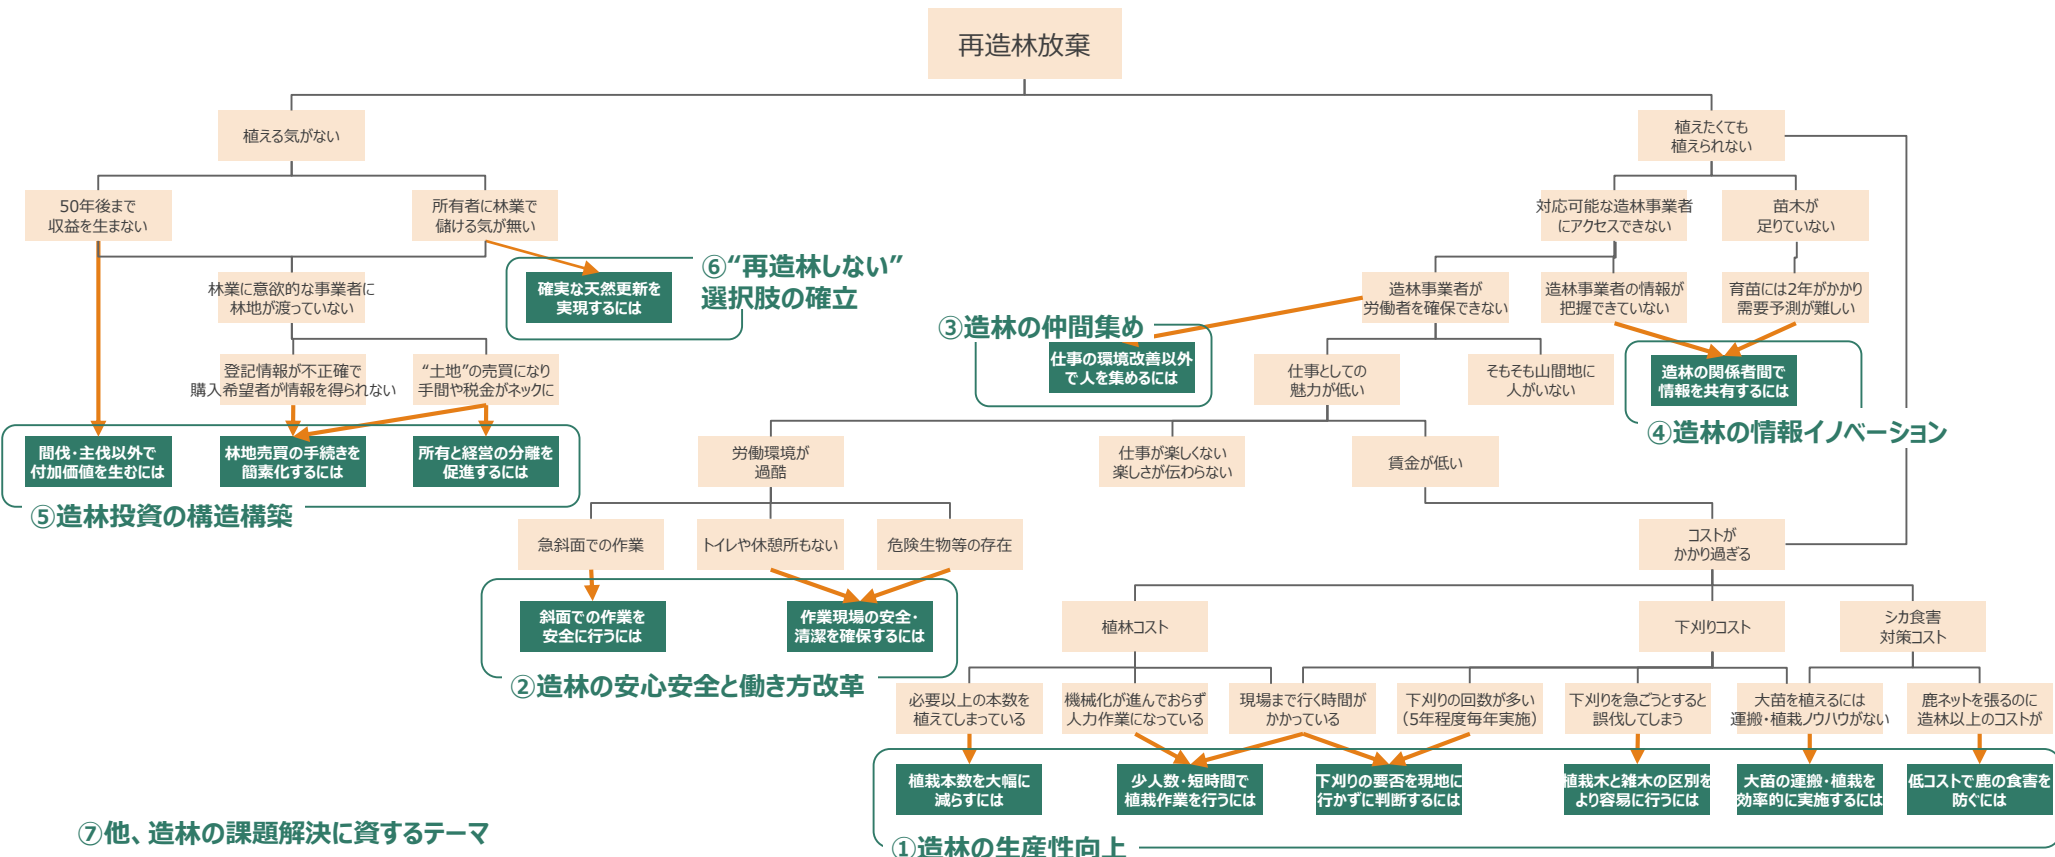 再造林放棄
植える気がない
植えたくても
植えられない
50年後まで
収益を生まない
所有者に林業で
儲ける気が無い
対応可能な造林事業者
にアクセスできない
苗木が
足りていない
⑥“再造林しない”
選択肢の確立
林業に意欲的な事業者に
林地が渡っていない
確実な天然更新を
実現するには
造林事業者が
労働者を確保できない
造林事業者の情報が
把握できていない
育苗には2年がかかり
需要予測が難しい
③造林の仲間集め
登記情報が不正確で
購入希望者が情報を得られない
“土地”の売買になり
手間や税金がネックに
仕事の環境改善以外
で人を集めるには
仕事としての
魅力が低い
そもそも山間地に
人がいない
造林の関係者間で
情報を共有するには
④造林の情報イノベーション
間伐・主伐以外で
付加価値を生むには
林地売買の手続きを
簡素化するには
所有と経営の分離を
促進するには
労働環境が
過酷
仕事が楽しくない
楽しさが伝わらない
賃金が低い
⑤造林投資の構造構築
急斜面での作業
トイレや休憩所もない
危険生物等の存在
コストが
かかり過ぎる
斜面での作業を
安全に行うには
作業現場の安全・
清潔を確保するには
植林コスト
下刈りコスト
シカ食害
対策コスト
②造林の安心安全と働き方改革
必要以上の本数を
植えてしまっている
機械化が進んでおらず
人力作業になっている
現場まで行く時間が
かかっている
下刈りの回数が多い
（5年程度毎年実施）
下刈りを急ごうとすると
誤伐してしまう
大苗を植えるには
運搬・植栽ノウハウがない
鹿ネットを張るのに
造林以上のコストが
植栽本数を大幅に
減らすには
少人数・短時間で
植栽作業を行うには
下刈りの要否を現地に
行かずに判断するには
植栽木と雑木の区別を
より容易に行うには
大苗の運搬・植栽を
効率的に実施するには
低コストで鹿の食害を
防ぐには
⑦他、造林の課題解決に資するテーマ
①造林の生産性向上